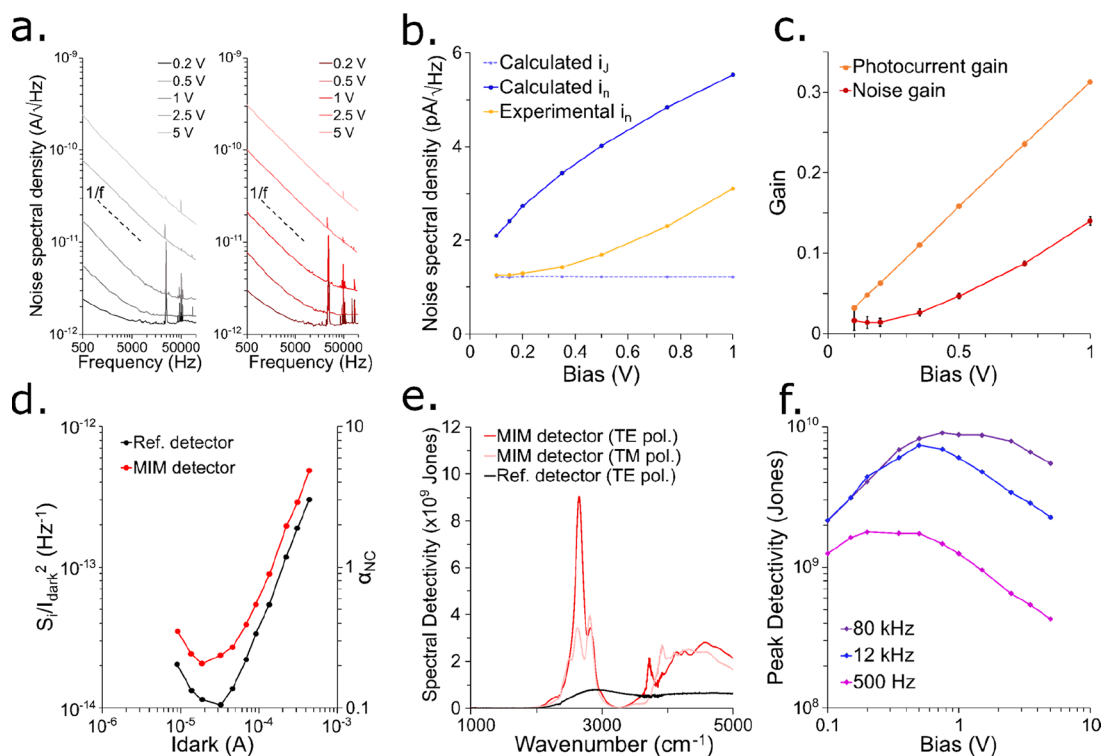 a.
10⁻⁹
10⁻¹⁰
10⁻¹¹
10⁻¹²
Noise spectral density (A/√Hz)
0.2 V
0.5 V
1 V
2.5 V
5 V
1/f
500
5000
50000
Frequency (Hz)
10⁻⁹
10⁻¹⁰
10⁻¹¹
10⁻¹²
0.2 V
0.5 V
1 V
2.5 V
5 V
1/f
500
5000
50000
Frequency (Hz)
b.
Noise spectral density (pA/√Hz)
6
4
2
0
Calculated iJ
Calculated in
Experimental in
0
0.2
0.4
0.6
0.8
1
Bias (V)
c.
Gain
0.3
0.2
0.1
0
Photocurrent gain
Noise gain
0
0.5
1
Bias (V)
d.
Si/Idark² (Hz⁻¹)
10⁻¹²
10⁻¹³
10⁻¹⁴
Ref. detector
MIM detector
10
1
0.1
αNC
10⁻⁶
10⁻⁵
10⁻⁴
10⁻³
Idark (A)
e.
Spectral Detectivity (x10⁹ Jones)
12
10
8
6
4
2
0
MIM detector (TE pol.)
MIM detector (TM pol.)
Ref. detector (TE pol.)
1000
3000
5000
Wavenumber (cm⁻¹)
f.
Peak Detectivity (Jones)
10¹⁰
10⁹
10⁸
80 kHz
12 kHz
500 Hz
0.1
1
10
Bias (V)